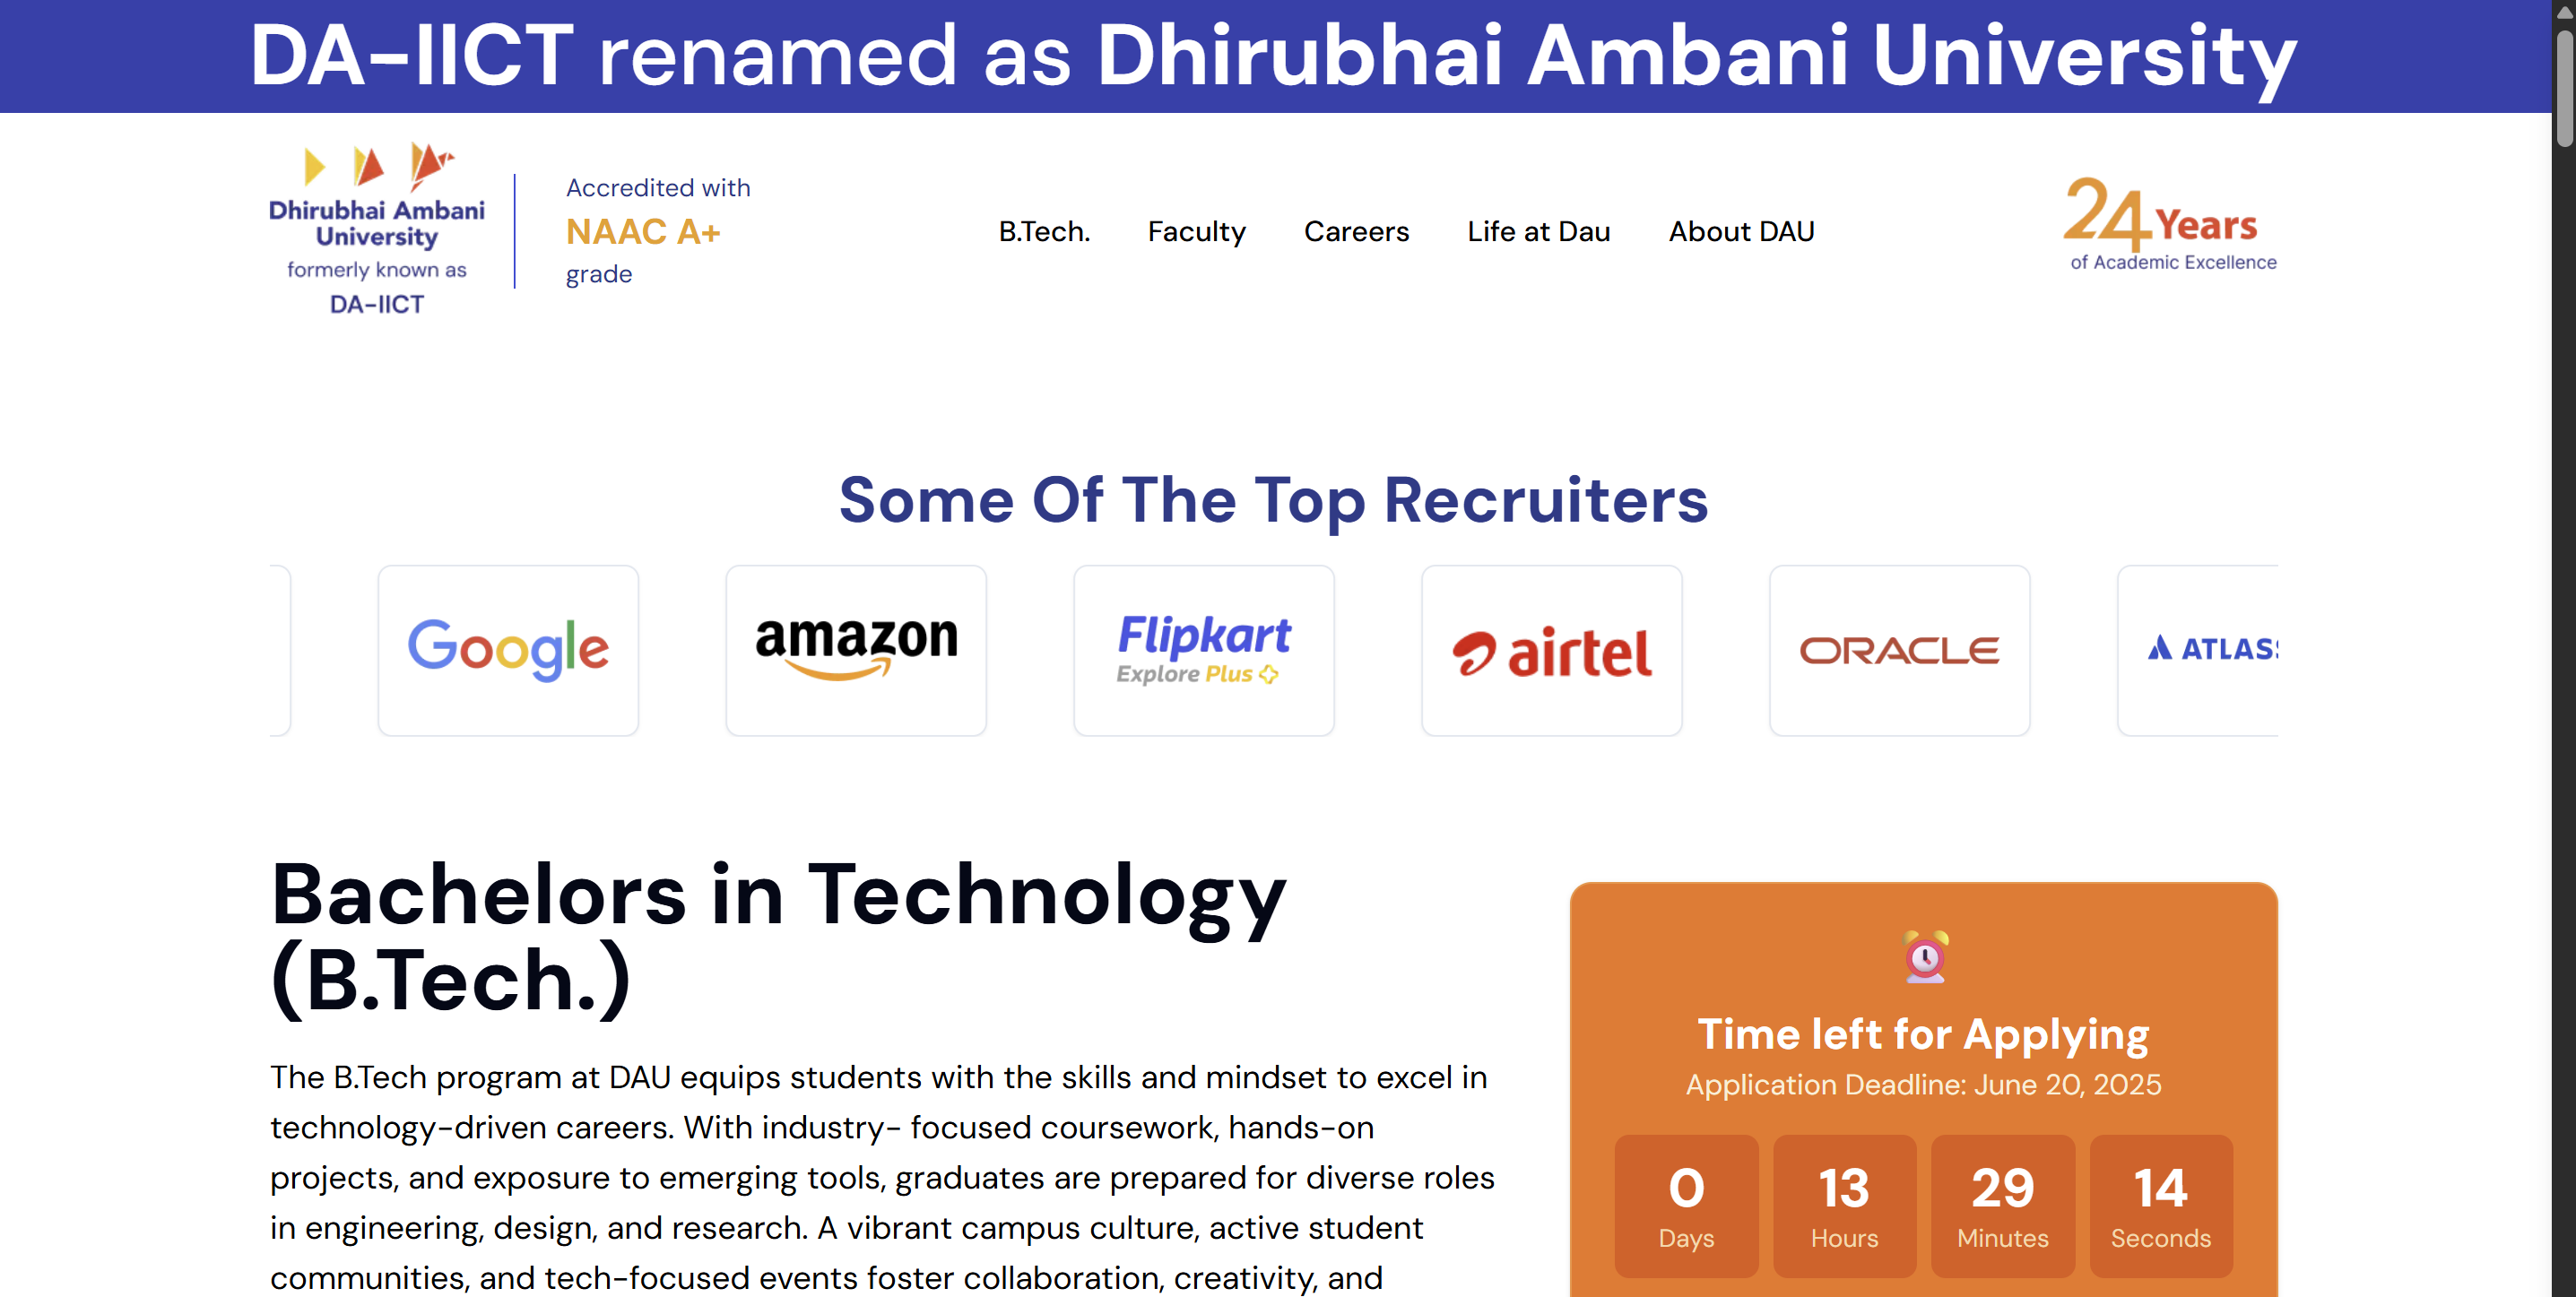 DA-IICT renamed as Dhirubhai Ambani University
Dhirubhai Ambani
University
formerly known as
DA-IICT
Accredited with
NAAC A+
grade
B.Tech.
Faculty
Careers
Life at Dau
About DAU
24 Years
of Academic Excellence
Some Of The Top Recruiters
Google
amazon
Flipkart
Explore Plus
airtel
ORACLE
ATLAS
Bachelors in Technology
(B.Tech.)
The B.Tech program at DAU equips students with the skills and mindset to excel in
technology-driven careers. With industry- focused coursework, hands-on
projects, and exposure to emerging tools, graduates are prepared for diverse roles
in engineering, design, and research. A vibrant campus culture, active student
communities, and tech-focused events foster collaboration, creativity, and
Time left for Applying
Application Deadline: June 20, 2025
0 13 29 14
Days Hours Minutes Seconds